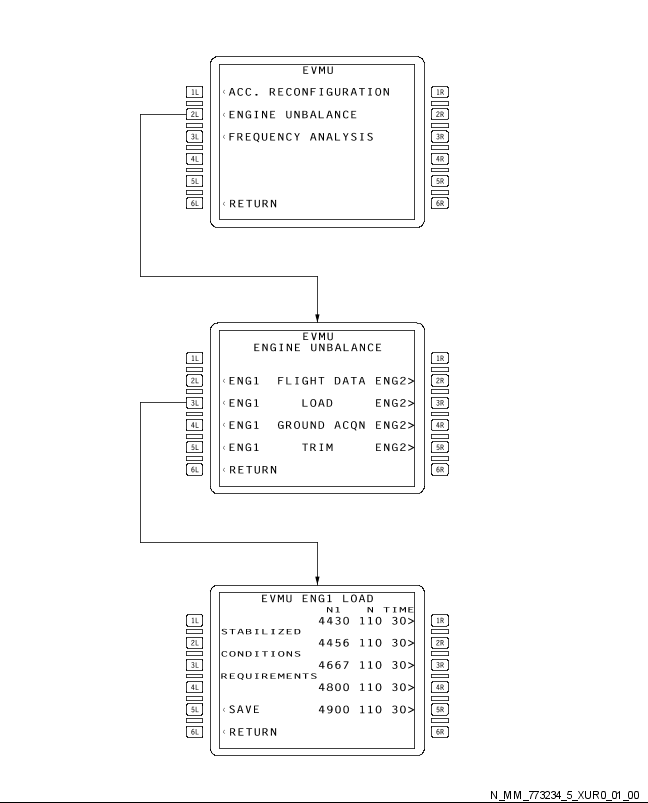 EVMU
1L <ACC. RECONFIGURATION 1R
2L <ENGINE UNBALANCE 2R
3L <FREQUENCY ANALYSIS 3R
4L 4R
5L 5R
6L <RETURN 6R
EVMU
ENGINE UNBALANCE
1L 1R
2L <ENG1 FLIGHT DATA ENG2> 2R
3L <ENG1 LOAD ENG2> 3R
4L <ENG1 GROUND ACQN ENG2> 4R
5L <ENG1 TRIM ENG2> 5R
6L <RETURN 6R
EVMU ENG1 LOAD
N1 N TIME
1L 4430 110 30> 1R
STABILIZED
2L 4456 110 30> 2R
CONDITIONS
3L 4667 110 30> 3R
REQUIREMENTS
4L 4800 110 30> 4R
5L <SAVE 4900 110 30> 5R
6L <RETURN 6R
N_MM_773234_5_XUR0_01_00